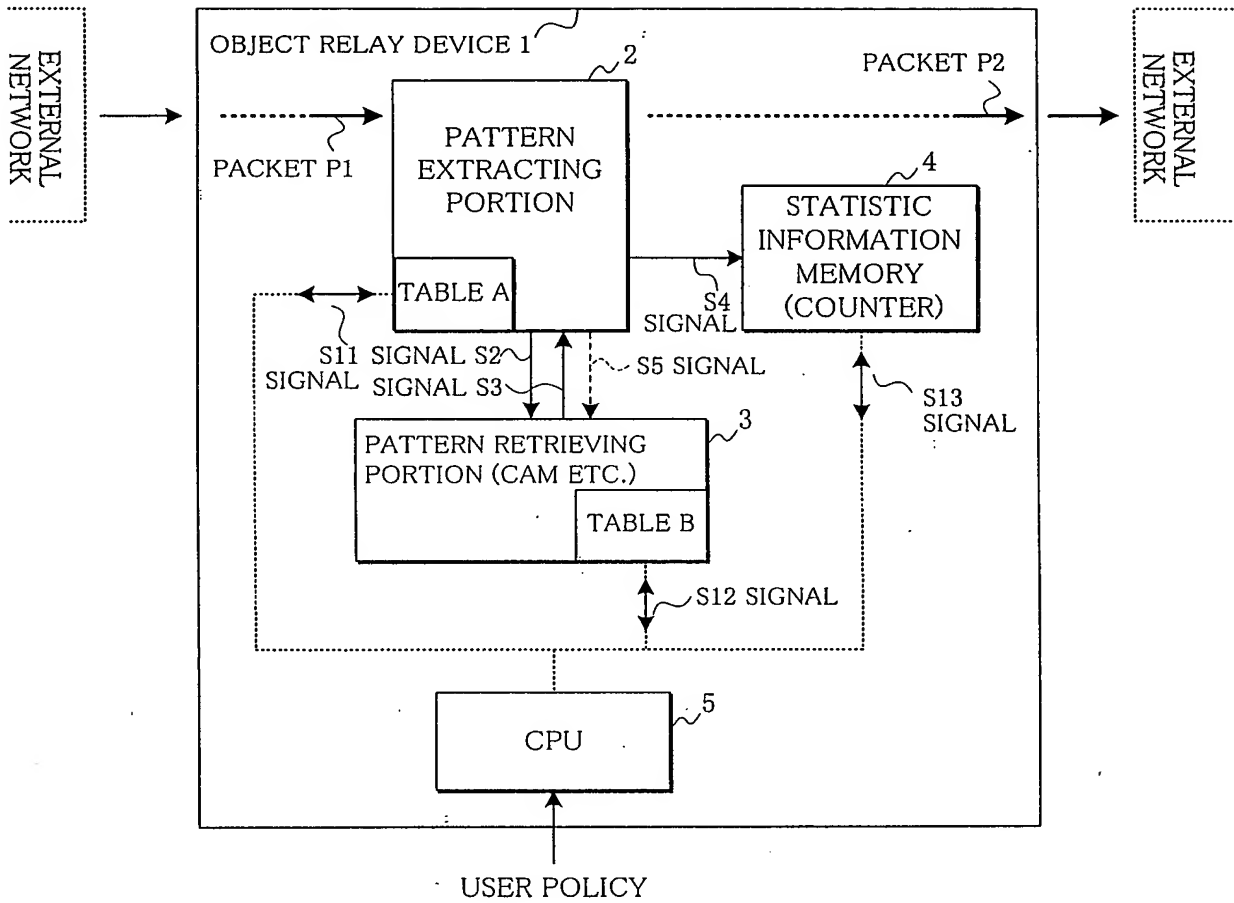 EXTERNAL
NETWORK
OBJECT RELAY DEVICE 1
2
PACKET P2
EXTERNAL
NETWORK
PACKET P1
PATTERN
EXTRACTING
PORTION
4
STATISTIC
INFORMATION
MEMORY
(COUNTER)
TABLE A
S4
SIGNAL
S11
SIGNAL
SIGNAL S2
SIGNAL S3
S5 SIGNAL
S13
SIGNAL
3
PATTERN RETRIEVING
PORTION (CAM ETC.)
TABLE B
S12 SIGNAL
5
CPU
USER POLICY